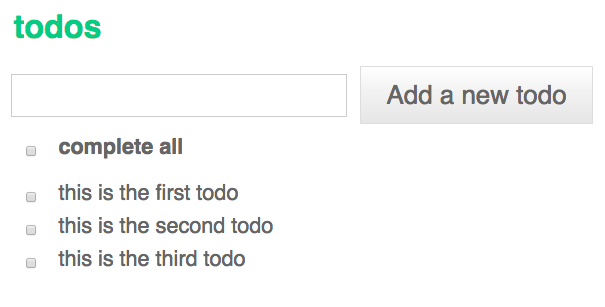 todos
Add a new todo
complete all
this is the first todo
this is the second todo
this is the third todo